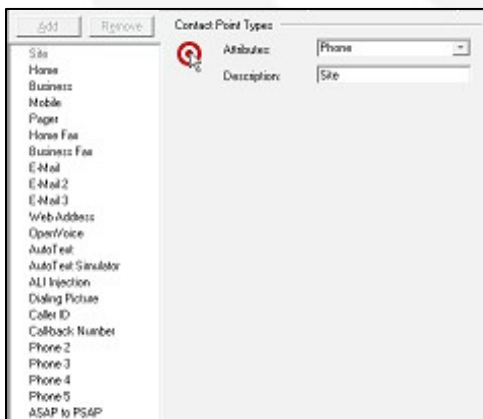 Add Remove
Contact Point Types
Attributes: Phone
Description: Site
Site
Home
Business
Mobile
Pager
Home Fax
Business Fax
E-Mail
E-Mail 2
E-Mail 3
Web Address
OpenVoice
AutoText
AutoText Simulator
ALI Injection
Dialing Picture
Caller ID
Callback Number
Phone 2
Phone 3
Phone 4
Phone 5
ASAP to PSAP